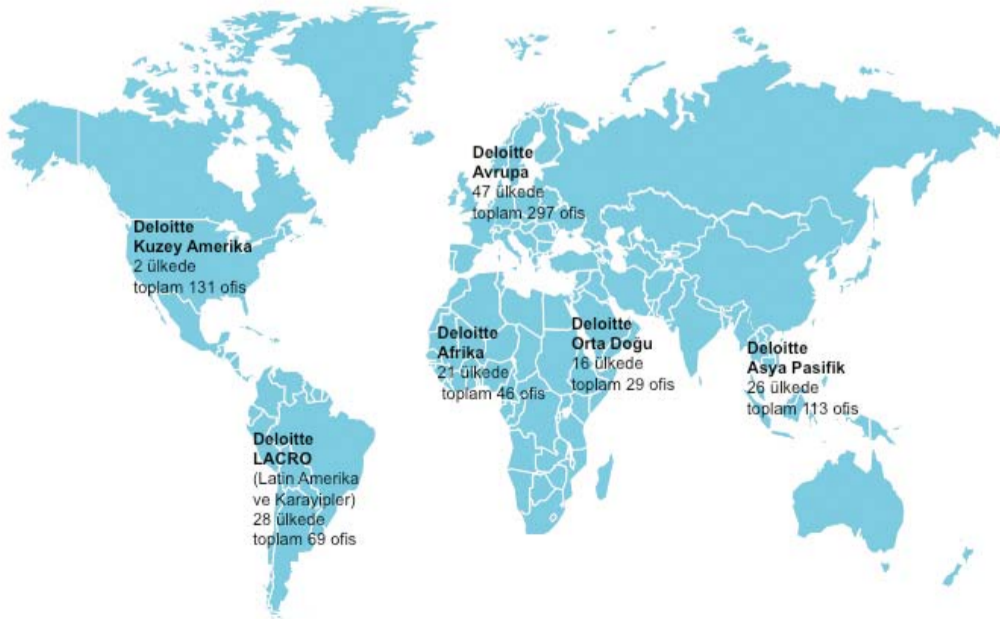 Deloitte
Avrupa
47 ülkede
toplam 297 ofis
Deloitte
Kuzey Amerika
2 ülkede
toplam 131 ofis
Deloitte
Afrika
21 ülkede
toplam 46 ofis
Deloitte
Orta Doğu
16 ülkede
toplam 29 ofis
Deloitte
Asya Pasifik
26 ülkede
toplam 113 ofis
Deloitte
LACRO
(Latin Amerika
ve Karayipler)
28 ülkede
toplam 69 ofis